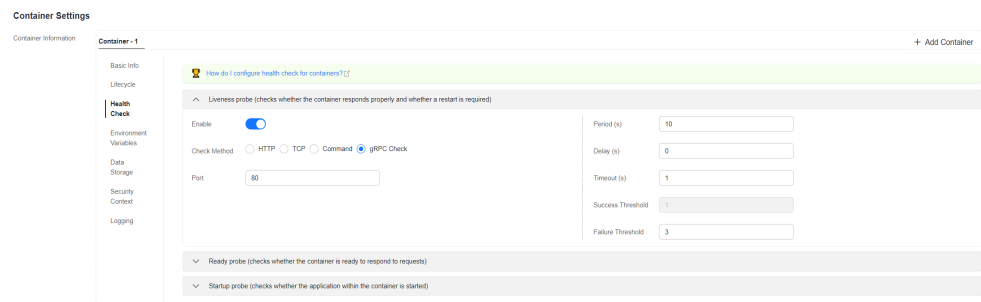 Container Settings
Container Information
Container - 1
+ Add Container
Basic Info
Lifecycle
Health
Check
Environment
Variables
Data
Storage
Security
Context
Logging
How do I configure health check for containers?
Liveness probe (checks whether the container responds properly and whether a restart is required)
Enable
Check Method HTTP TCP Command gRPC Check
Port 80
Period (s) 10
Delay (s) 0
Timeout (s) 1
Success Threshold 1
Failure Threshold 3
Ready probe (checks whether the container is ready to respond to requests)
Startup probe (checks whether the application within the container is started)